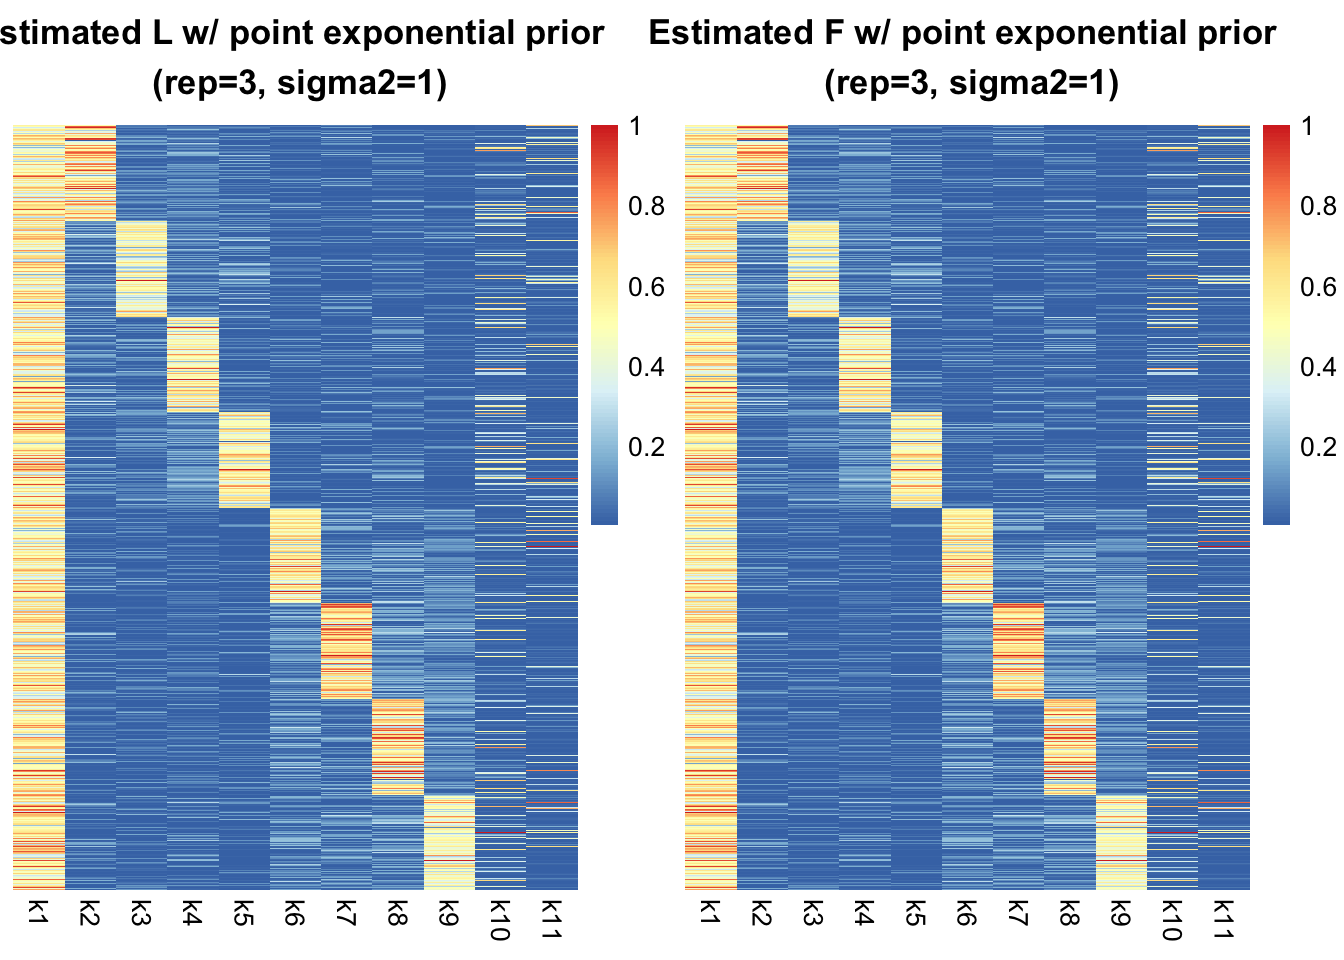 stimated L w/ point exponential prior
(rep=3, sigma2=1)
1
0.8
0.6
0.4
0.2
k1
k2
k3
k4
k5
k6
k7
k8
k9
k10
k11
Estimated F w/ point exponential prior
(rep=3, sigma2=1)
1
0.8
0.6
0.4
0.2
k1
k2
k3
k4
k5
k6
k7
k8
k9
k10
k11